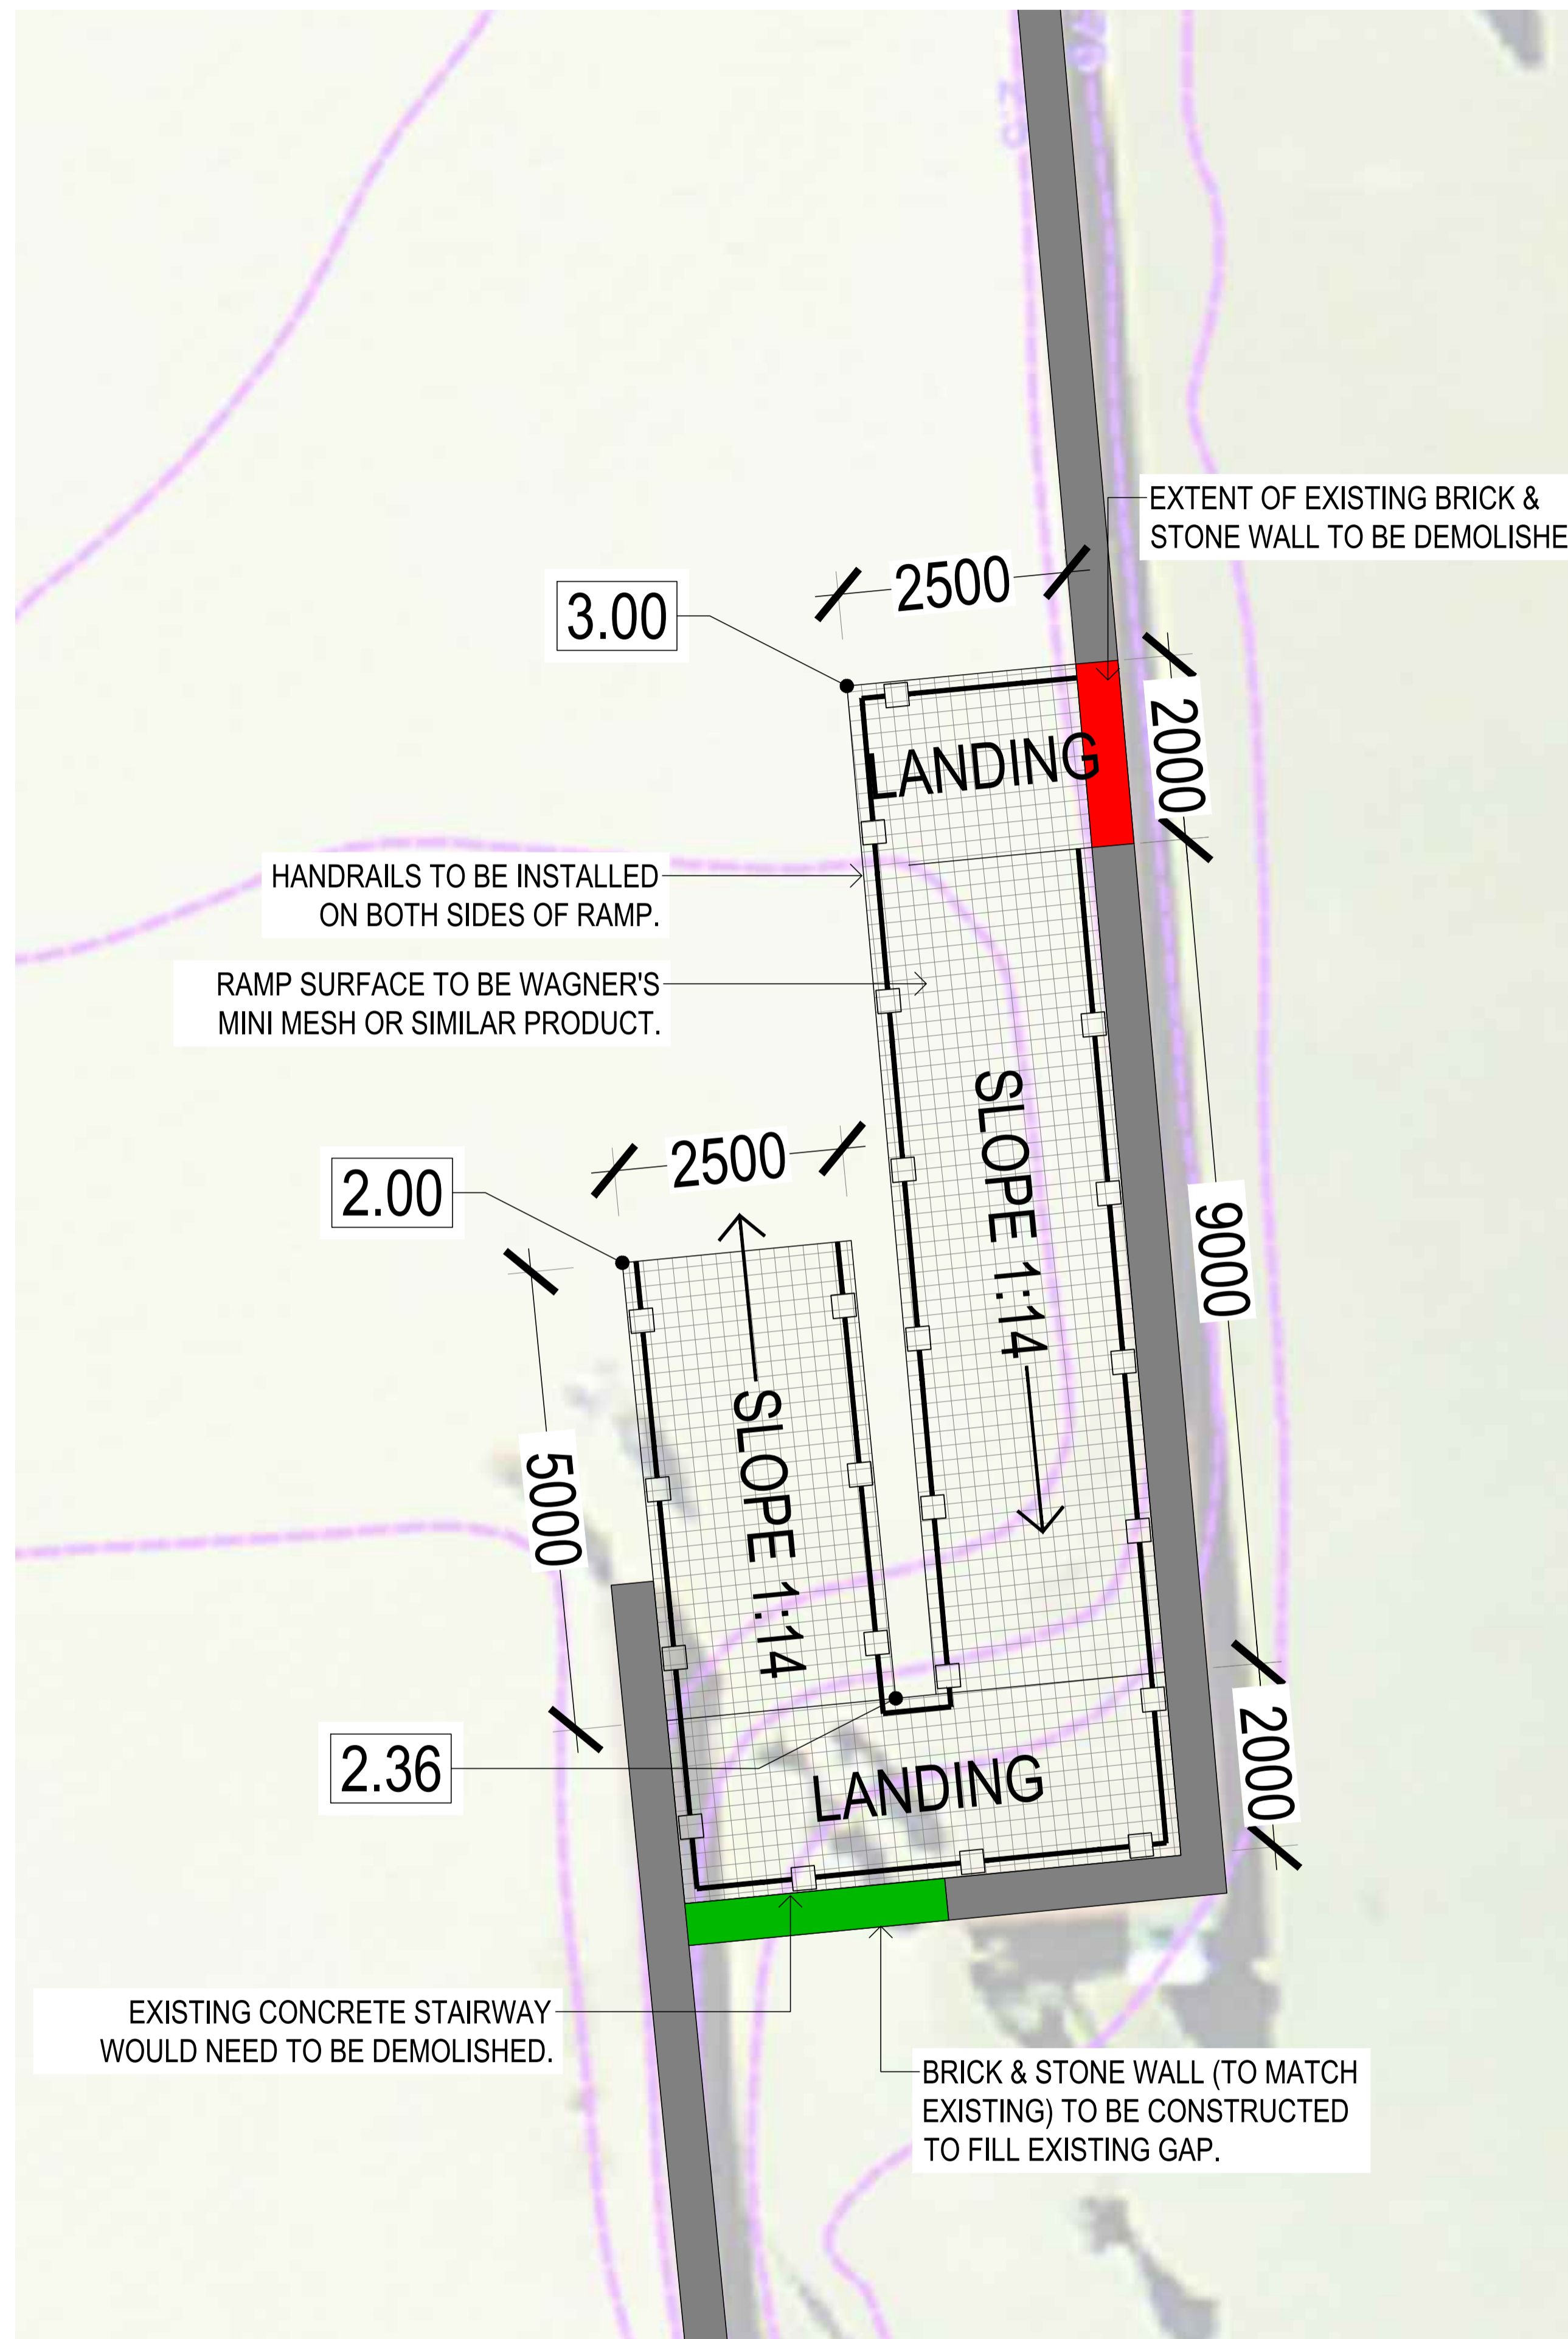 EXTENT OF EXISTING BRICK &
STONE WALL TO BE DEMOLISHE
2500
3.00
2000
LANDING
HANDRAILS TO BE INSTALLED
ON BOTH SIDES OF RAMP.
RAMP SURFACE TO BE WAGNER'S
MINI MESH OR SIMILAR PRODUCT.
SLOPE 1:14
2500
2.00
9000
SLOPE 1:14
5000
2.36
LANDING
2000
EXISTING CONCRETE STAIRWAY
WOULD NEED TO BE DEMOLISHED.
BRICK & STONE WALL (TO MATCH
EXISTING) TO BE CONSTRUCTED
TO FILL EXISTING GAP.